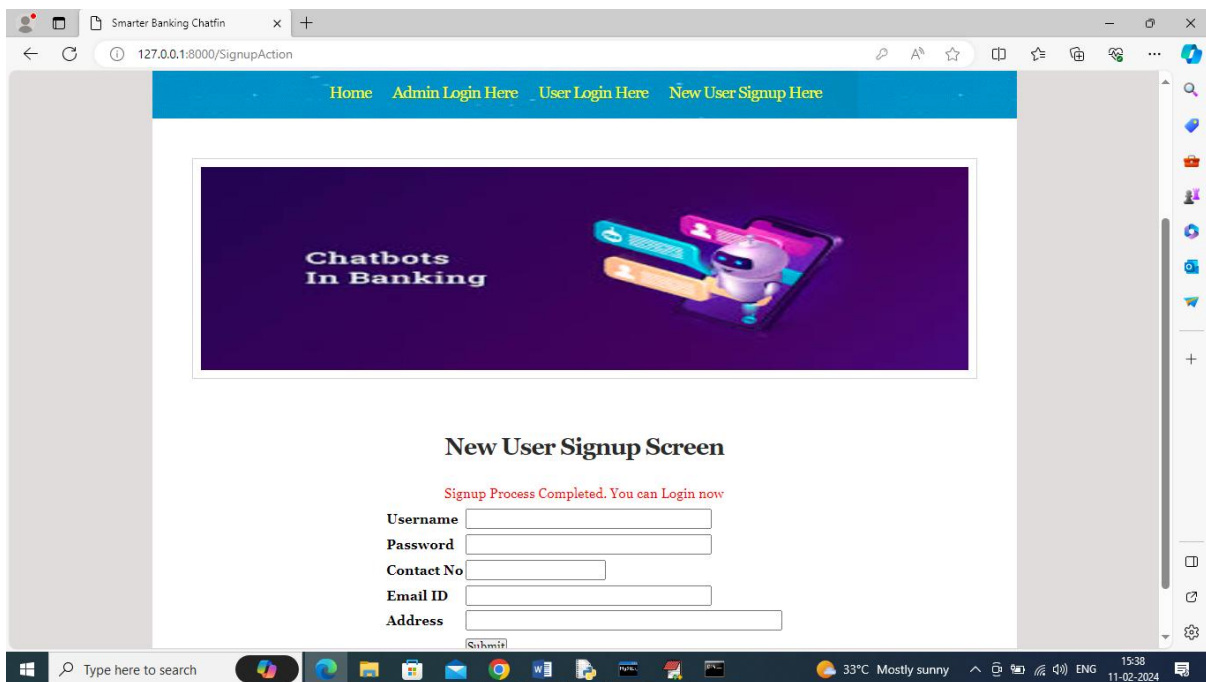 Smarter Banking Chatfin
127.0.0.1:8000/SignupAction
Home Admin Login Here User Login Here New User Signup Here
Chatbots
In Banking
New User Signup Screen
Signup Process Completed. You can Login now
Username
Password
Contact No
Email ID
Address
Submit
Type here to search
33°C Mostly sunny
ENG
15:38
11-02-2024